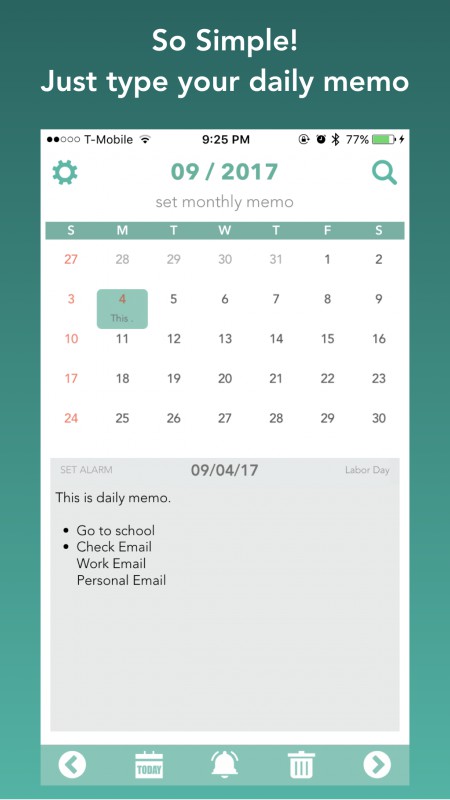 So Simple!
Just type your daily memo
T-Mobile 9:25 PM 77%
09 / 2017
set monthly memo
S M T W T F S
27 28 29 30 31 1 2
3 4 5 6 7 8 9
This .
10 11 12 13 14 15 16
17 18 19 20 21 22 23
24 25 26 27 28 29 30
SET ALARM 09/04/17 Labor Day
This is daily memo.
• Go to school
• Check Email
Work Email
Personal Email
TODAY